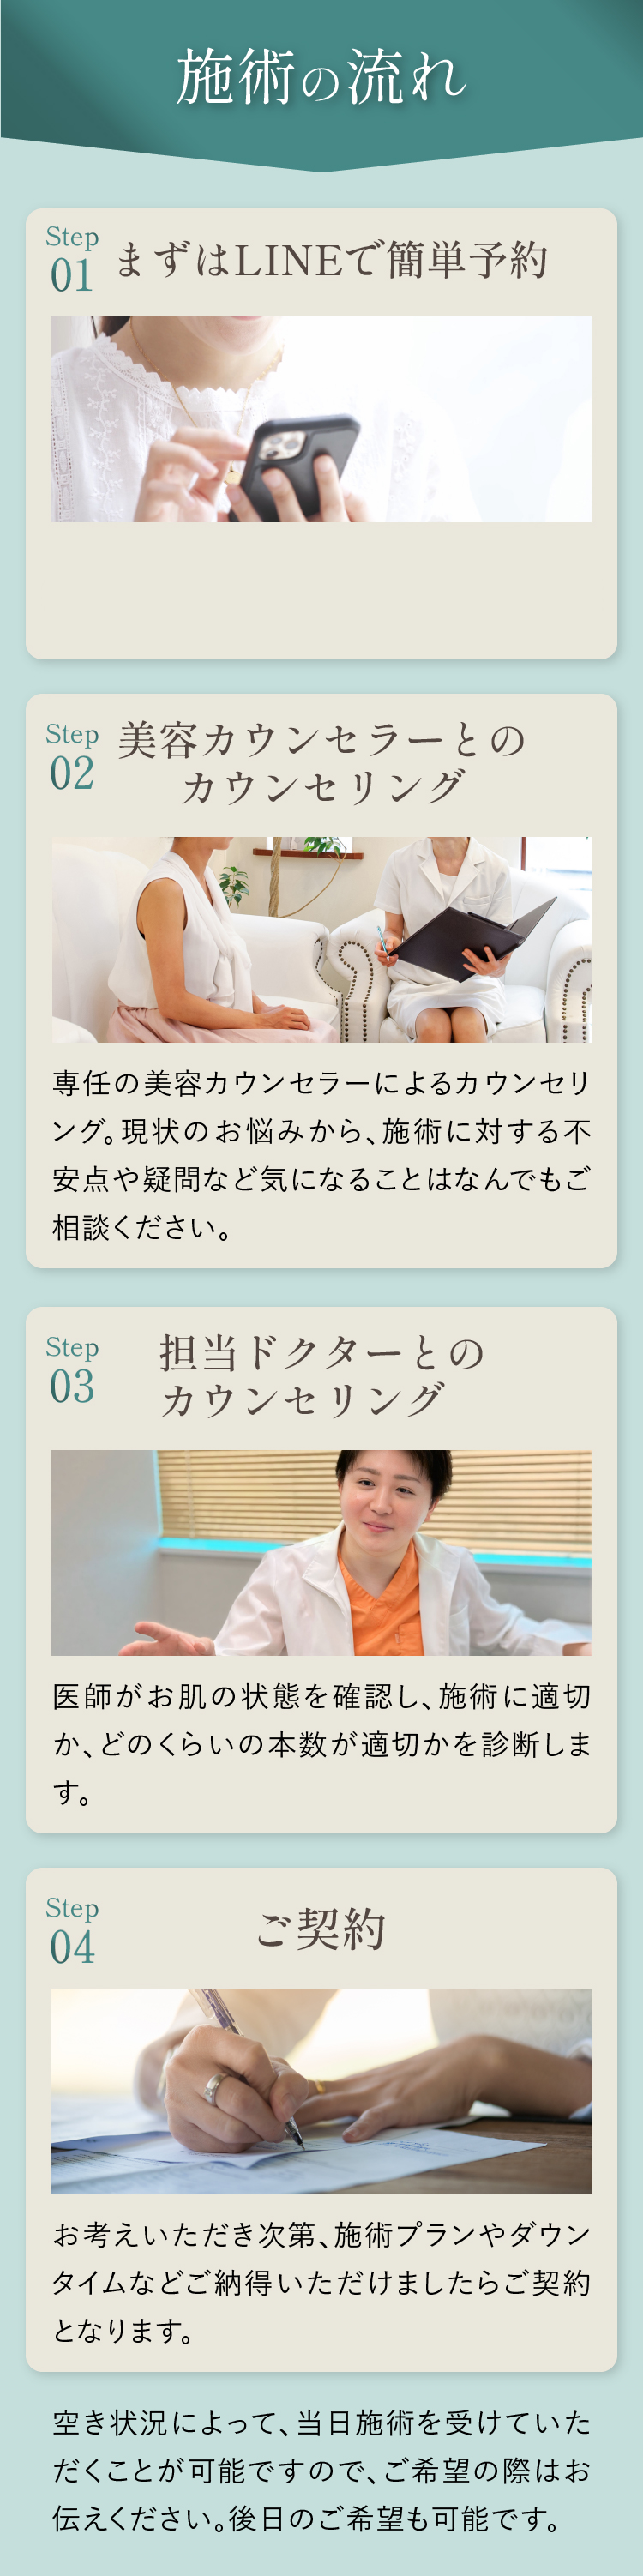 施術の流れ
Step
01
まずはLINEで簡単予約
Step
02
美容カウンセラーとの
カウンセリング
専任の美容カウンセラーによるカウンセリ
ング。現状のお悩みから、施術に対する不
安点や疑問など気になることはなんでもご
相談ください。
Step
03
担当ドクターとの
カウンセリング
医師がお肌の状態を確認し、施術に適切
か、どのくらいの本数が適切かを診断しま
す。
Step
04
ご契約
お考えいただき次第、施術プランやダウン
タイムなどご納得いただけましたらご契約
となります。
空き状況によって、当日施術を受けていた
だくことが可能ですので、ご希望の際はお
伝えください。後日のご希望も可能です。